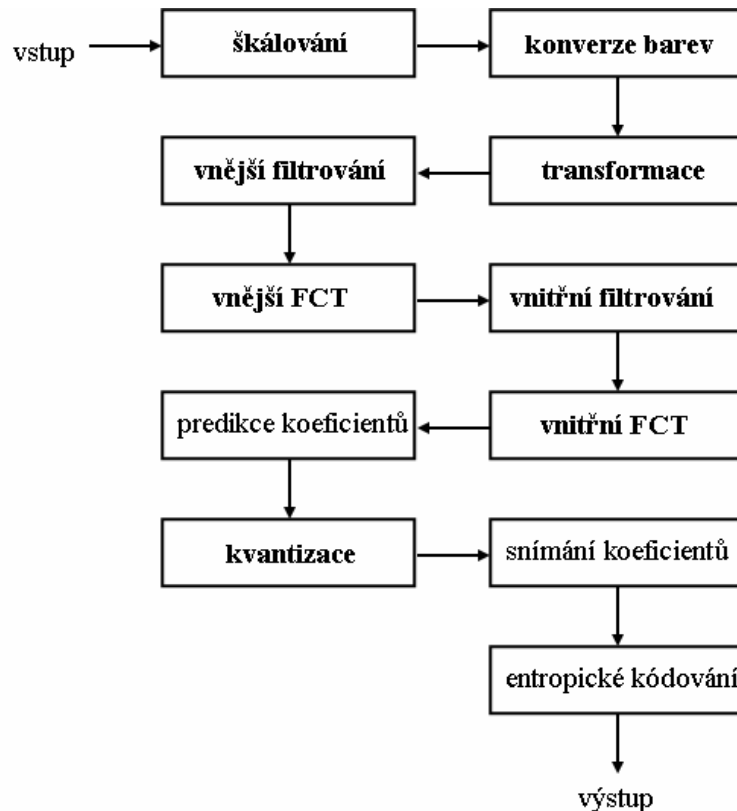 vstup
škálování
konverze barev
transformace
vnější filtrování
vnější FCT
vnitřní filtrování
vnitřní FCT
predikce koeficientů
kvantizace
snímání koeficientů
entropické kódování
výstup